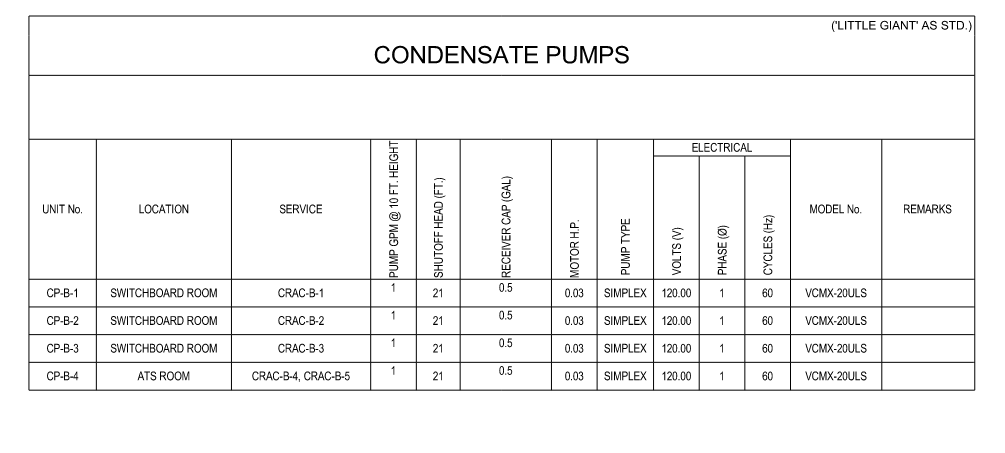 ('LITTLE GIANT' AS STD.)
CONDENSATE PUMPS
UNIT No. LOCATION SERVICE PUMP GPM @ 10 FT. HEIGHT SHUTOFF HEAD (FT.) RECEIVER CAP (GAL) MOTOR H.P. PUMP TYPE ELECTRICAL VOLTS (V) PHASE (Ø) CYCLES (Hz) MODEL No. REMARKS
CP-B-1 SWITCHBOARD ROOM CRAC-B-1 1 21 0.5 0.03 SIMPLEX 120.00 1 60 VCMX-20ULS
CP-B-2 SWITCHBOARD ROOM CRAC-B-2 1 21 0.5 0.03 SIMPLEX 120.00 1 60 VCMX-20ULS
CP-B-3 SWITCHBOARD ROOM CRAC-B-3 1 21 0.5 0.03 SIMPLEX 120.00 1 60 VCMX-20ULS
CP-B-4 ATS ROOM CRAC-B-4, CRAC-B-5 1 21 0.5 0.03 SIMPLEX 120.00 1 60 VCMX-20ULS